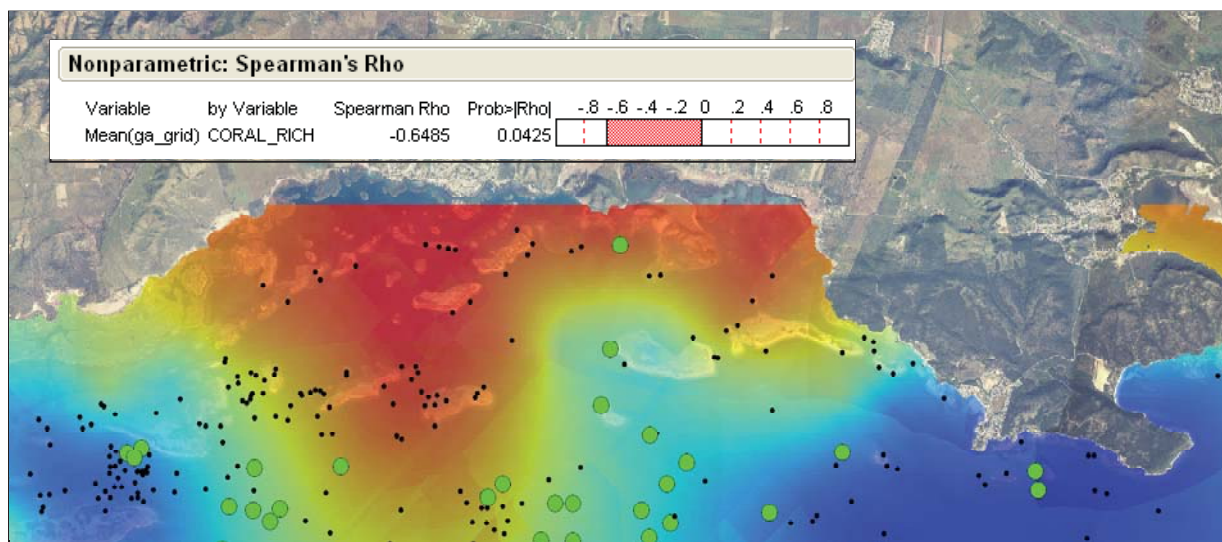 Nonparametric: Spearman's Rho
Variable by Variable Spearman Rho Prob>|Rho| -.8 -.6 -.4 -.2 0 .2 .4 .6 .8
Mean(ga_grid) CORAL_RICH -0.6485 0.0425